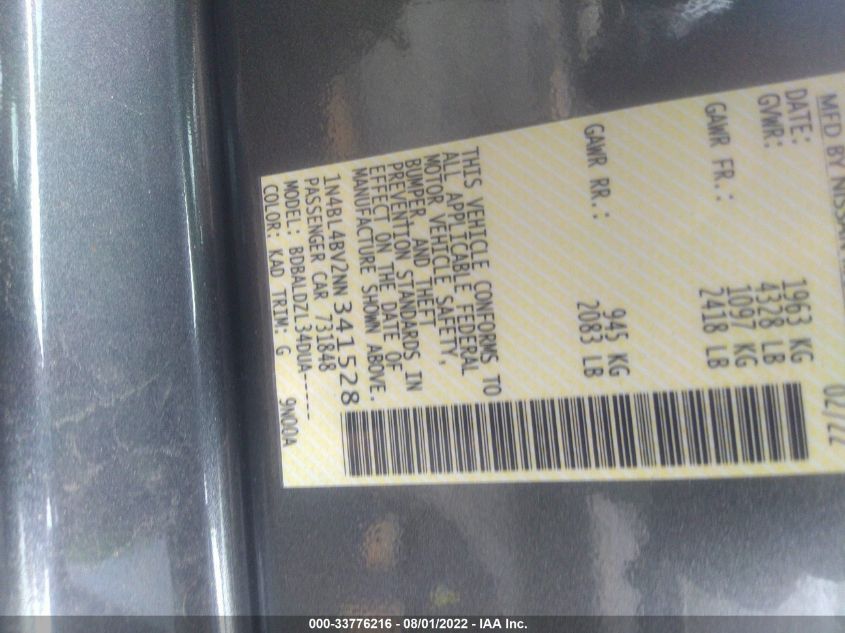 MFD BY NISSAN
DATE: 02/22
GVWR: 1963 KG
4328 LB
GAWR FR.: 1097 KG
2418 LB
GAWR RR.: 945 KG
2083 LB
THIS VEHICLE CONFORMS TO
ALL APPLICABLE FEDERAL
MOTOR VEHICLE SAFETY,
BUMPER, AND THEFT
PREVENTION STANDARDS IN
EFFECT ON THE DATE OF
MANUFACTURE SHOWN ABOVE.
1N4BL4BV2NN341528
PASSENGER CAR 731848
MODEL: BDBALDZL34DUA-----
COLOR: KAD TRIM: G 9N00A
000-33776216 - 08/01/2022 - IAA Inc.